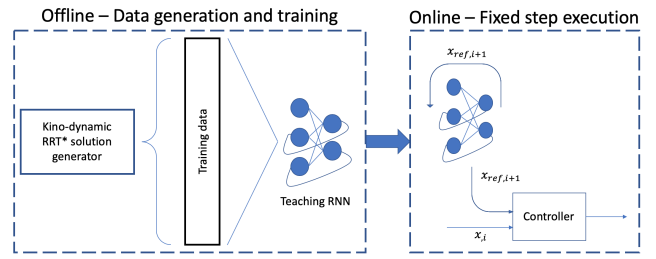 Offline – Data generation and training
Online – Fixed step execution
Kino-dynamic
RRT* solution
generator
Training data
Teaching RNN
x_{ref,i+1}
x_{ref,i+1}
Controller
x_{,i}